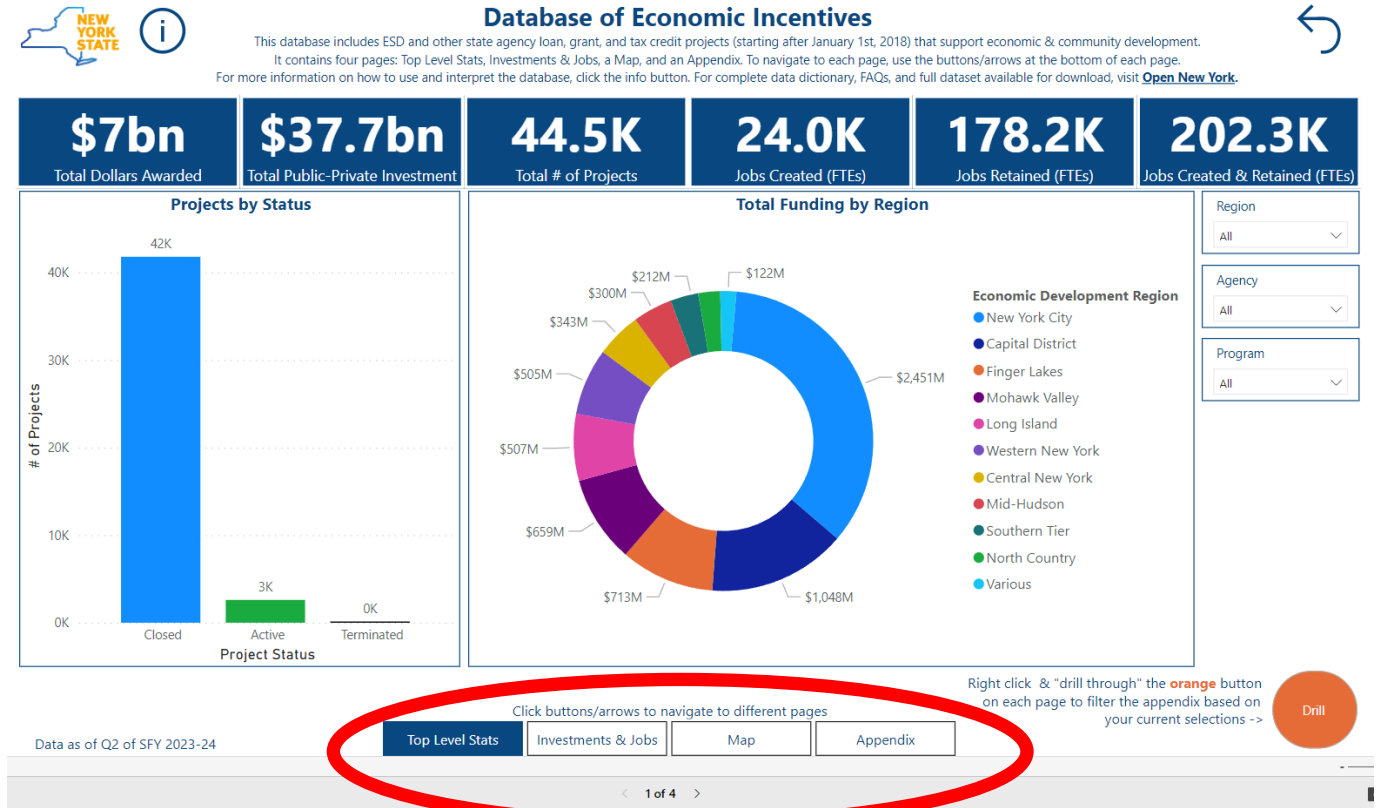 NEW
YORK
STATE
i
Database of Economic Incentives
This database includes ESD and other state agency loan, grant, and tax credit projects (starting after January 1st, 2018) that support economic & community development.
It contains four pages: Top Level Stats, Investments & Jobs, a Map, and an Appendix. To navigate to each page, use the buttons/arrows at the bottom of each page.
For more information on how to use and interpret the database, click the info button. For complete data dictionary, FAQs, and full dataset available for download, visit Open New York.
$7bn
Total Dollars Awarded
$37.7bn
Total Public-Private Investment
44.5K
Total # of Projects
24.0K
Jobs Created (FTEs)
178.2K
Jobs Retained (FTEs)
202.3K
Jobs Created & Retained (FTEs)
Projects by Status
# of Projects
40K
30K
20K
10K
0K
42K
3K
0K
Closed
Active
Terminated
Project Status
Total Funding by Region
$122M
$212M
$300M
$343M
$505M
$507M
$659M
$713M
$1,048M
$2,451M
Economic Development Region
New York City
Capital District
Finger Lakes
Mohawk Valley
Long Island
Western New York
Central New York
Mid-Hudson
Southern Tier
North Country
Various
Region
All
Agency
All
Program
All
Right click & "drill through" the orange button
on each page to filter the appendix based on
your current selections ->
Drill
Click buttons/arrows to navigate to different pages
Data as of Q2 of SFY 2023-24
Top Level Stats
Investments & Jobs
Map
Appendix
< 1 of 4 >